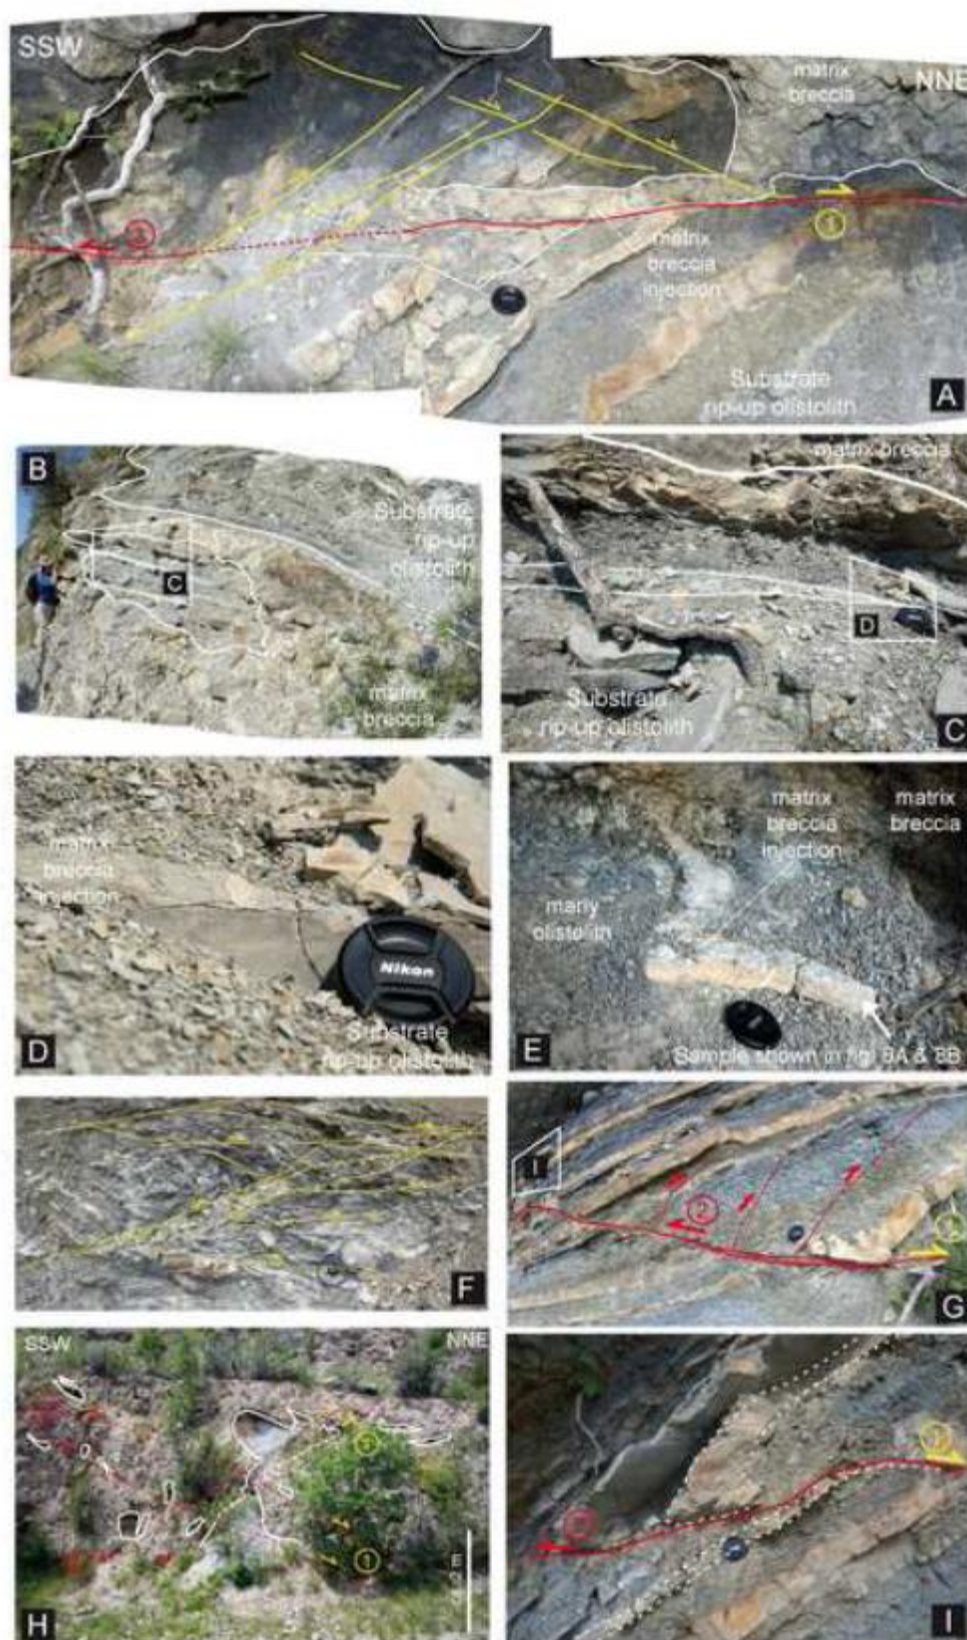 SSW
matrix
breccia
NNE
matrix
breccia
injection
1
Substrate
rip-up olistolith
A
B
Substrate
rip-up
olistolith
C
matrix
breccia
matrix breccia
D
Substrate
rip-up olistolith
C
matrix
breccia
injection
Nikon
Substrate
rip-up olistolith
D
matrix
breccia
injection
matrix
breccia
marly
olistolith
Sample shown in fig. 8A & 8B
E
F
I
2
1
G
SSW
NNE
1
H
I